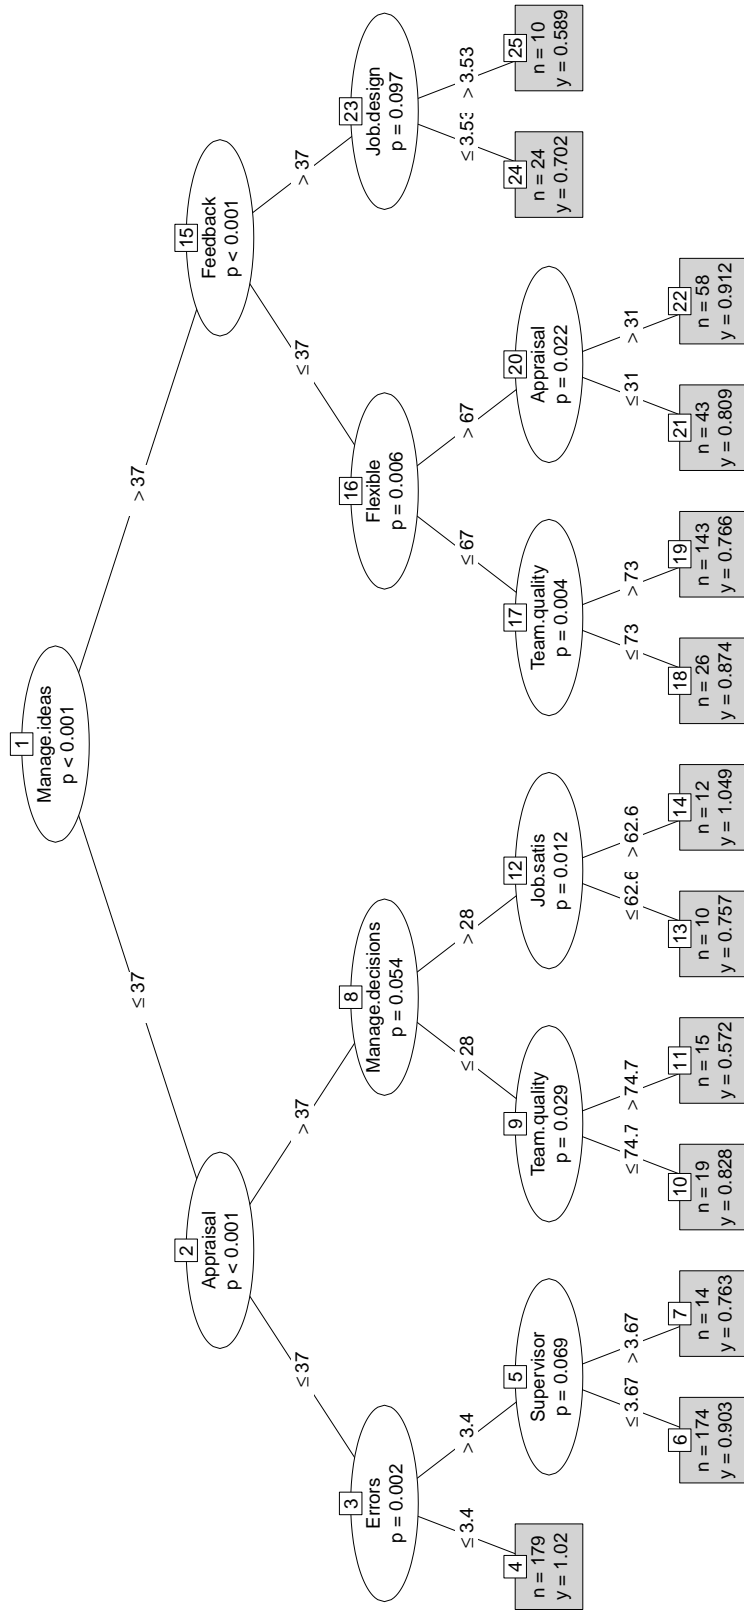 1
Manage.ideas
p < 0.001
≤ 37
> 37
2
Appraisal
p < 0.001
≤ 37
> 37
3
Errors
p = 0.002
≤ 3.4
> 3.4
4
n = 179
y = 1.02
5
Supervisor
p = 0.069
≤ 3.67
> 3.67
6
n = 174
y = 0.903
7
n = 14
y = 0.763
8
Manage.decisions
p = 0.054
≤ 28
> 28
9
Team.quality
p = 0.029
≤ 74.7
> 74.7
10
n = 19
y = 0.828
11
n = 15
y = 0.572
12
Job.satis
p = 0.012
≤ 62.6
> 62.6
13
n = 10
y = 0.757
14
n = 12
y = 1.049
15
Feedback
p < 0.001
≤ 37
> 37
16
Flexible
p = 0.006
≤ 67
> 67
17
Team.quality
p = 0.004
≤ 73
> 73
18
n = 26
y = 0.874
19
n = 143
y = 0.766
20
Appraisal
p = 0.022
≤ 31
> 31
21
n = 43
y = 0.809
22
n = 58
y = 0.912
23
Job.design
p = 0.097
≤ 3.53
> 3.53
24
n = 24
y = 0.702
25
n = 10
y = 0.589